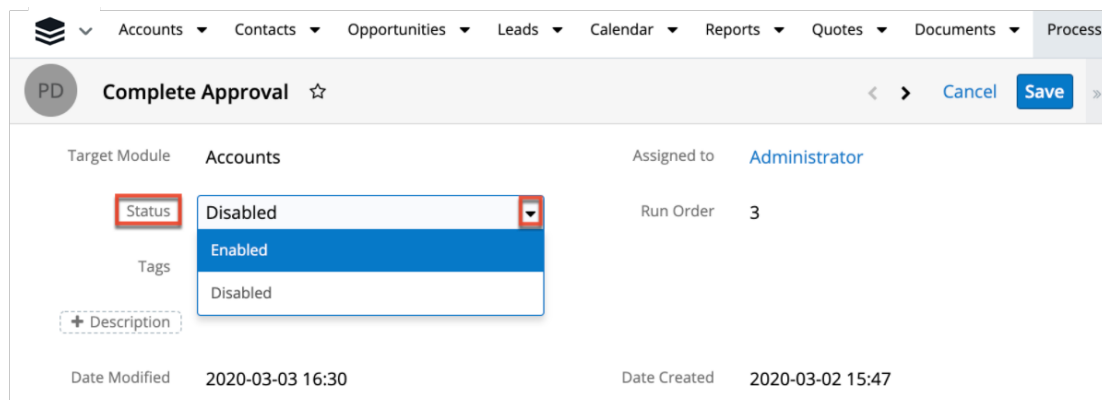 Accounts Contacts Opportunities Leads Calendar Reports Quotes Documents Process
PD Complete Approval Cancel Save
Target Module Accounts Assigned to Administrator
Status Disabled Run Order 3
Enabled
Tags
Disabled
+ Description
Date Modified 2020-03-03 16:30 Date Created 2020-03-02 15:47